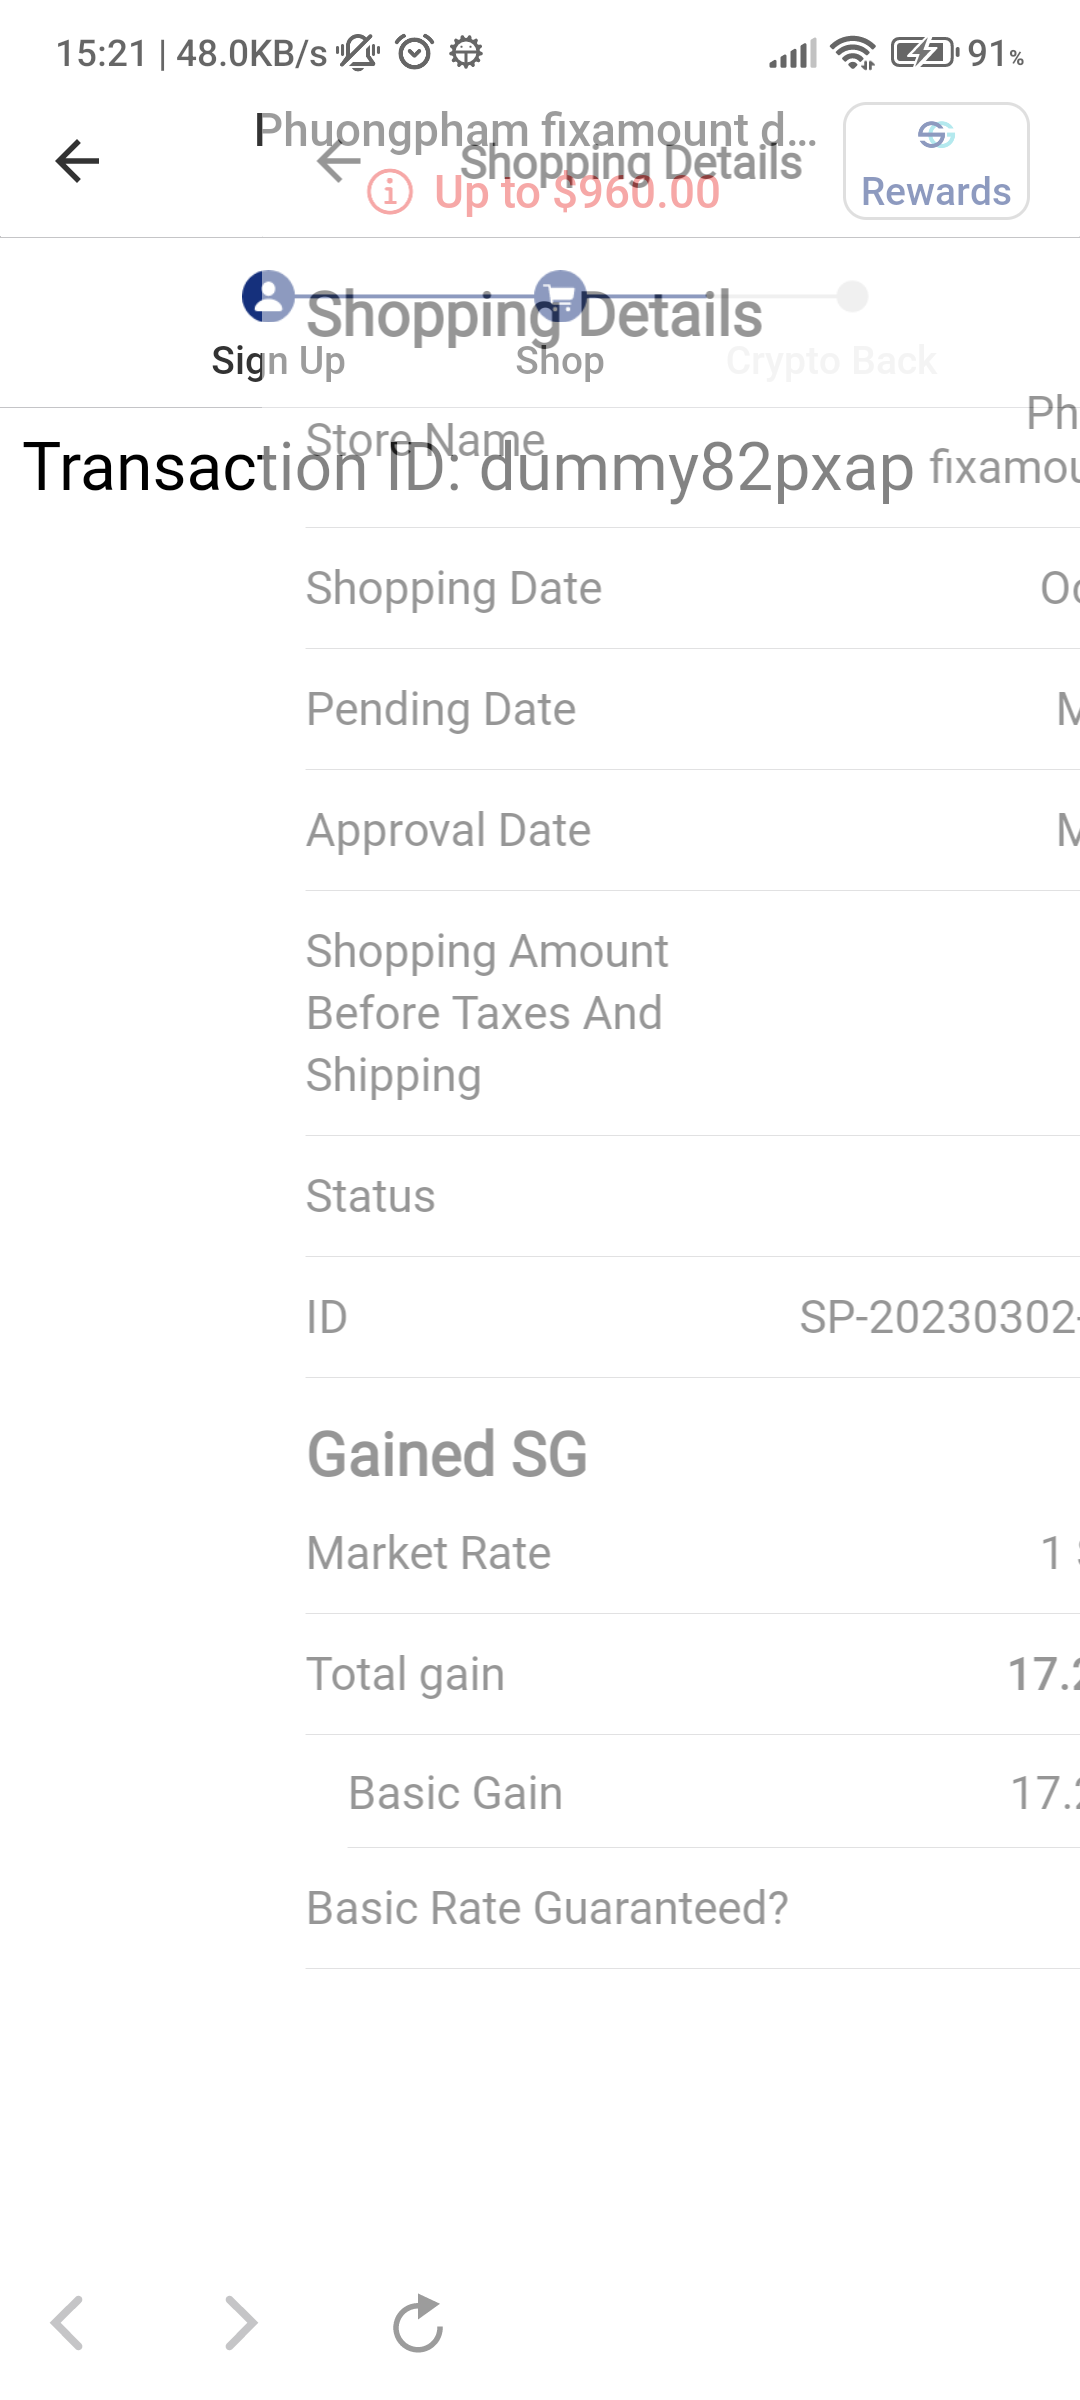 15:21 | 48.0KB/s 91%
Phuongpham fixamount d...
Shopping Details
Up to $960.00
Rewards
Shopping Details
Sign Up
Shop
Crypto Back
Store Name
Ph
fixamou
Transaction ID: dummy82pxap
Shopping Date
Oc
Pending Date
M
Approval Date
M
Shopping Amount
Before Taxes And
Shipping
Status
ID SP-20230302-
Gained SG
Market Rate 1
Total gain 17.2
Basic Gain 17.2
Basic Rate Guaranteed?